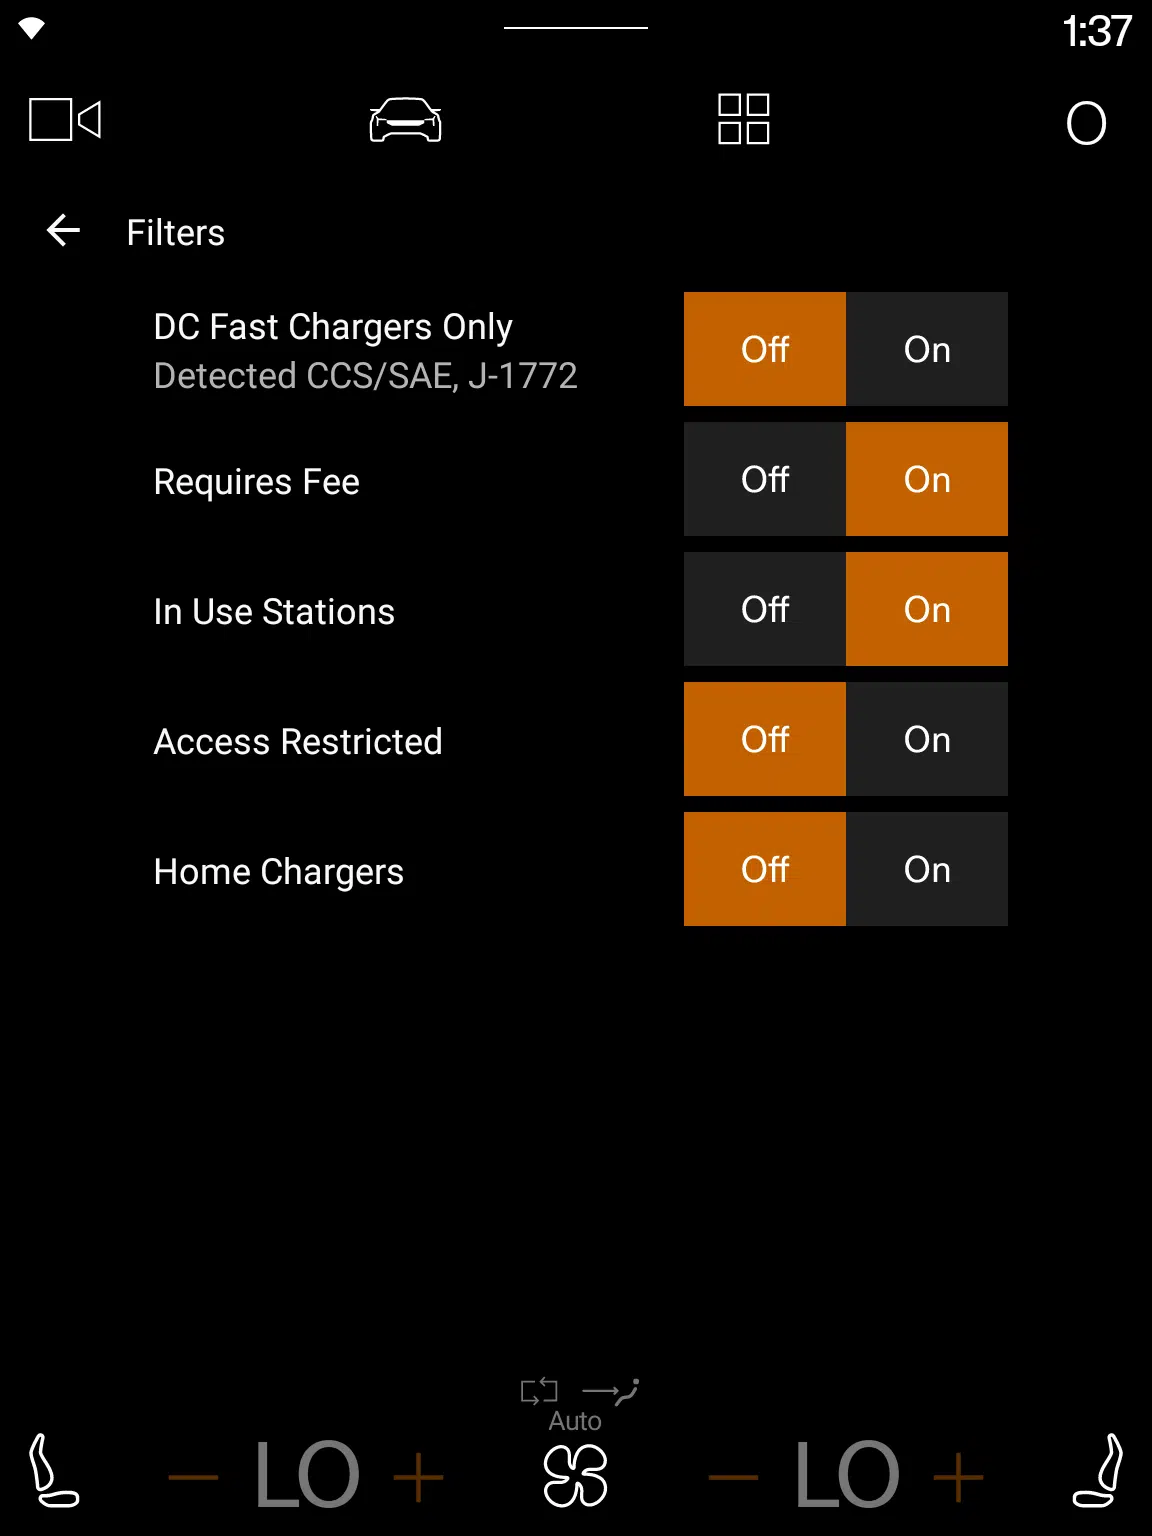 1:37
Filters
DC Fast Chargers Only
Detected CCS/SAE, J-1772
Off On
Requires Fee
Off On
In Use Stations
Off On
Access Restricted
Off On
Home Chargers
Off On
Auto
LO LO